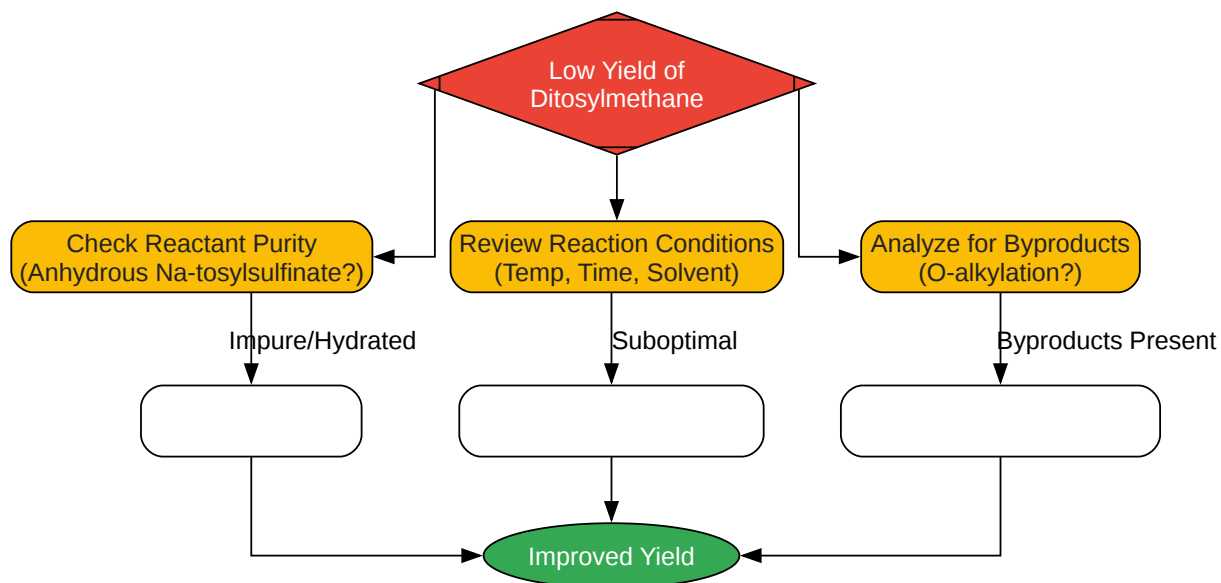 Low Yield of
Ditosylmethane
Check Reactant Purity
(Anhydrous Na-tosylsulfinate?)
Review Reaction Conditions
(Temp, Time, Solvent)
Analyze for Byproducts
(O-alkylation?)
Impure/Hydrated
Suboptimal
Byproducts Present
Improved Yield